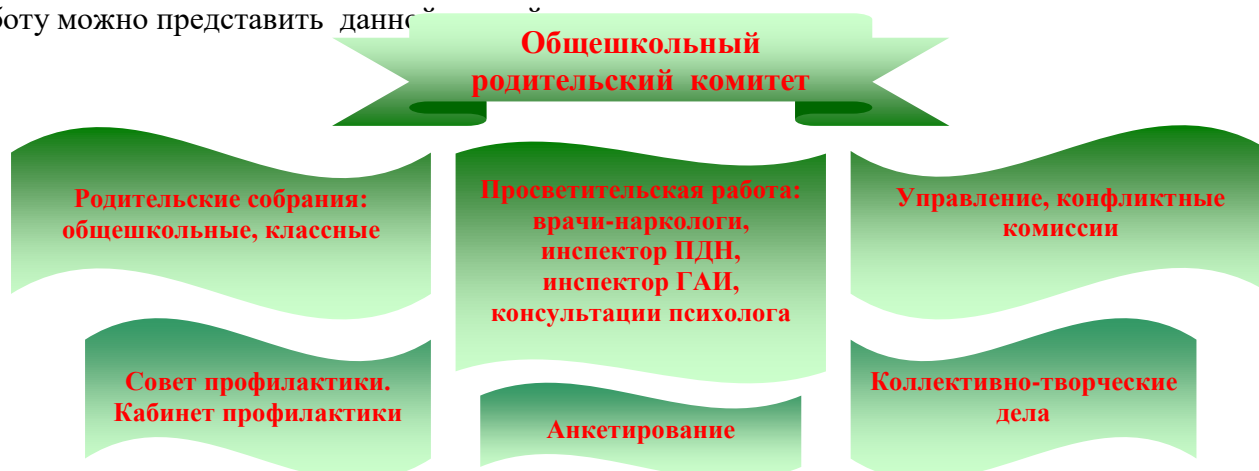 боту можно представить данной
Общешкольный
родительский комитет
Родительские собрания:
общешкольные, классные
Просветительская работа:
врачи-наркологи,
инспектор ПДН,
инспектор ГАИ,
консультации психолога
Управление, конфликтные
комиссии
Совет профилактики.
Кабинет профилактики
Анкетирование
Коллективно-творческие
дела